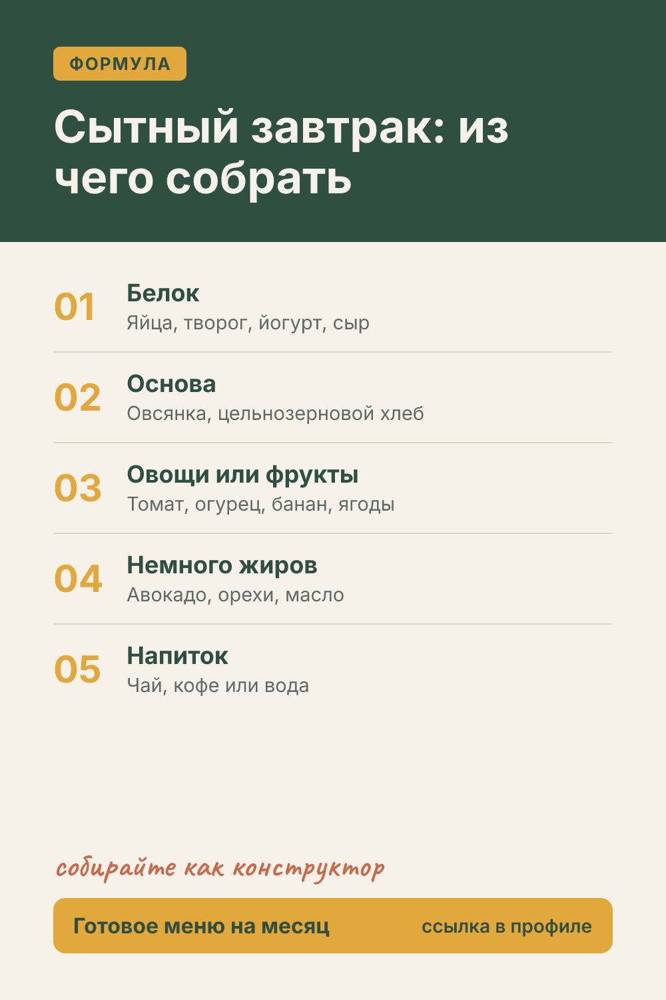 ФОРМУЛА
Сытный завтрак: из
чего собрать
01
Белок
Яйца, творог, йогурт, сыр
02
Основа
Овсянка, цельнозерновой хлеб
03
Овощи или фрукты
Томат, огурец, банан, ягоды
04
Немного жиров
Авокадо, орехи, масло
05
Напиток
Чай, кофе или вода
собирайте как конструктор
Готовое меню на месяц
ссылка в профиле